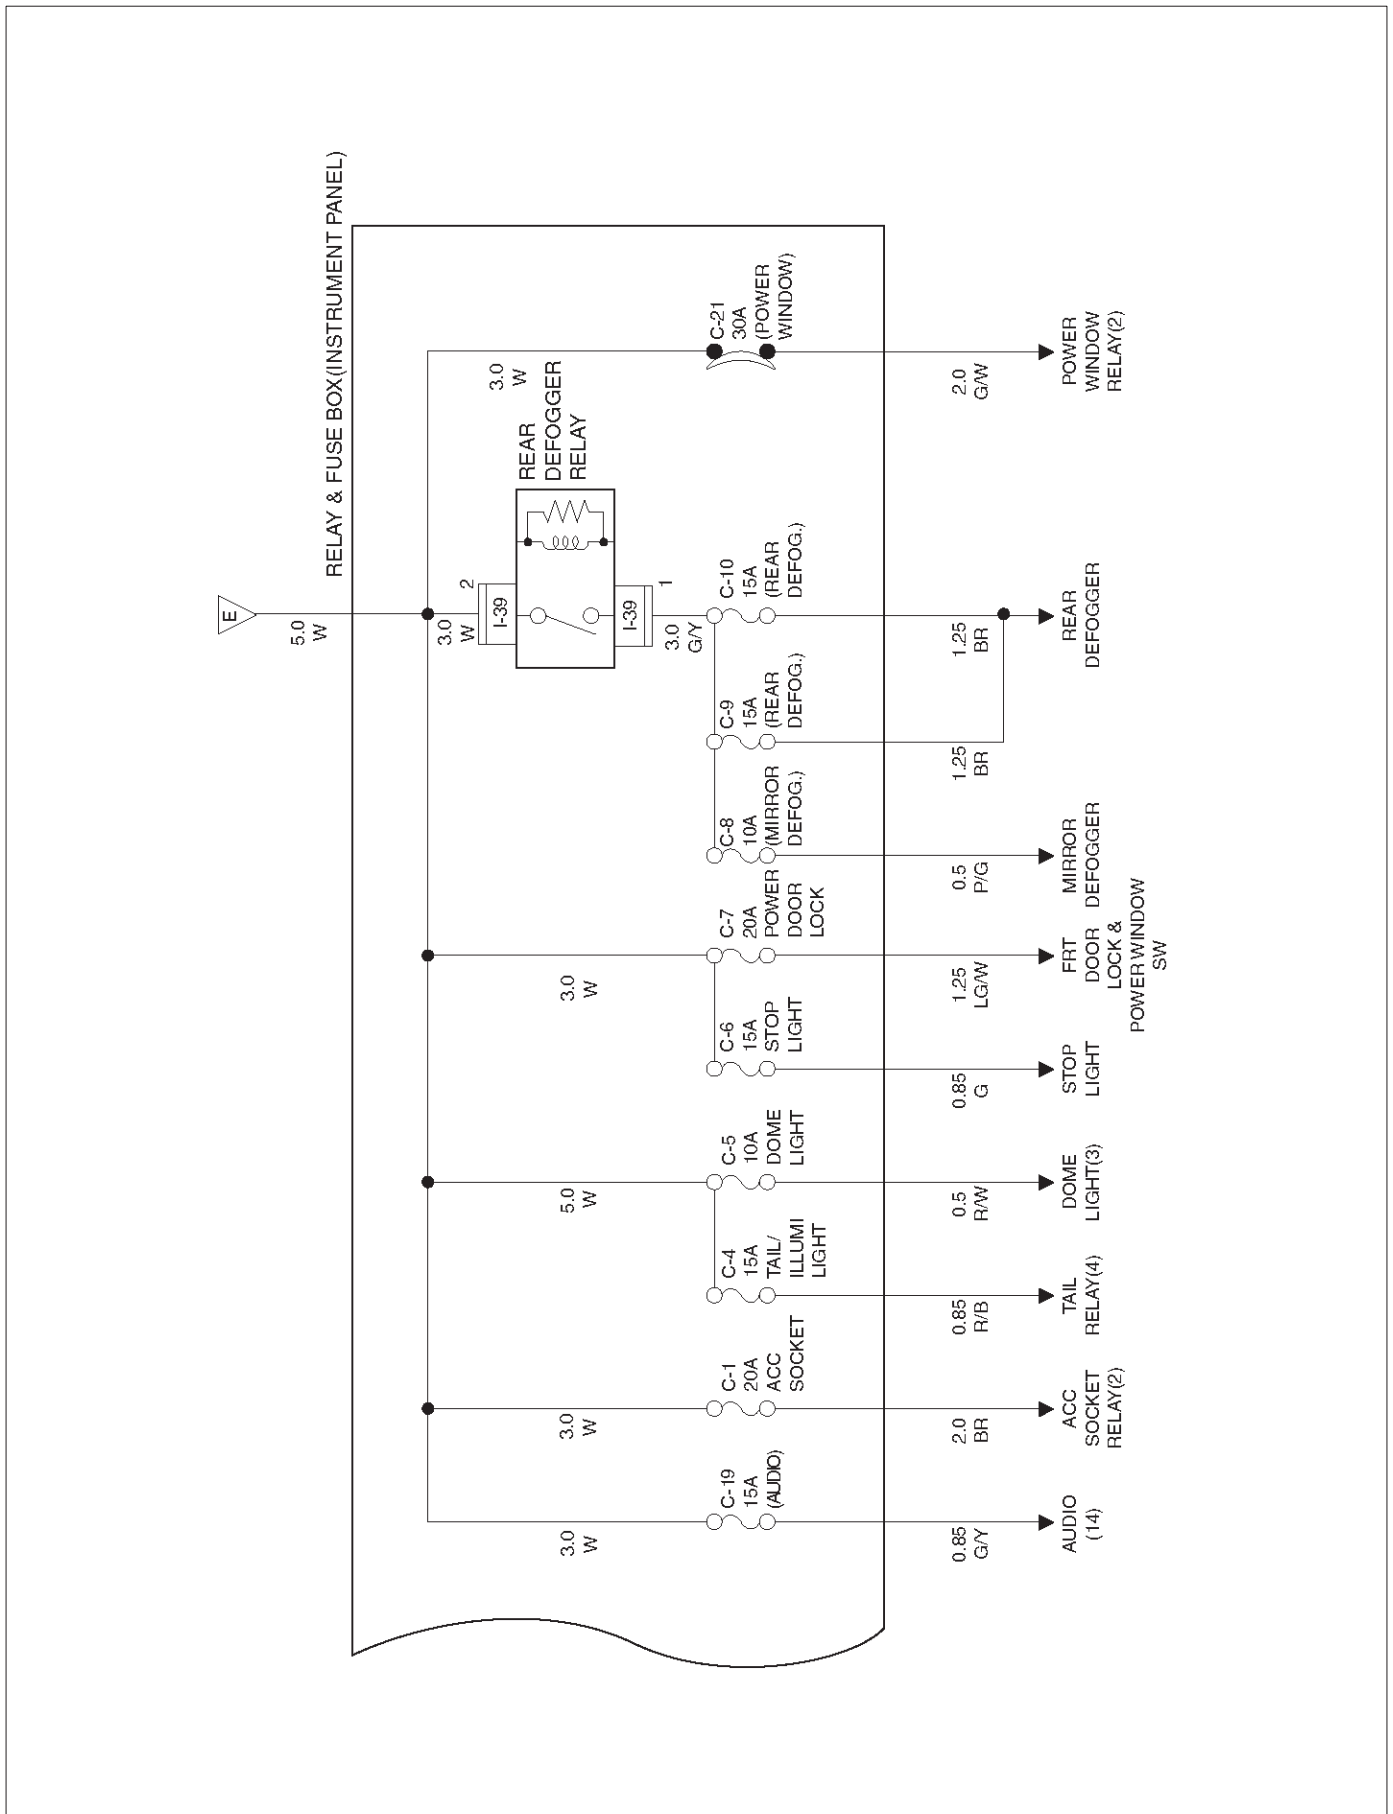 E
5.0
W
RELAY & FUSE BOX(INSTRUMENT PANEL)
3.0
W
2
I-39
REAR
DEFOGGER
RELAY
I-39
1
3.0
G/Y
3.0
W
3.0
W
3.0
W
5.0
W
3.0
W
C-19
15A
(AUDIO)
C-1
20A
ACC
SOCKET
C-4
15A
TAIL/
ILLUMI
LIGHT
C-5
10A
DOME
LIGHT
C-6
15A
STOP
LIGHT
C-7
20A
POWER
DOOR
LOCK
C-8
10A
(MIRROR
DEFOG.)
C-9
15A
(REAR
DEFOG.)
C-10
15A
(REAR
DEFOG.)
C-21
30A
(POWER
WINDOW)
0.85
G/Y
2.0
BR
0.85
R/B
0.5
R/W
0.85
G
1.25
LG/W
0.5
P/G
1.25
BR
1.25
BR
2.0
G/W
AUDIO
(14)
ACC
SOCKET
RELAY(2)
TAIL
RELAY(4)
DOME
LIGHT(3)
STOP
LIGHT
FRT
DOOR
LOCK &
POWER WINDOW
SW
MIRROR
DEFOGGER
REAR
DEFOGGER
POWER
WINDOW
RELAY(2)